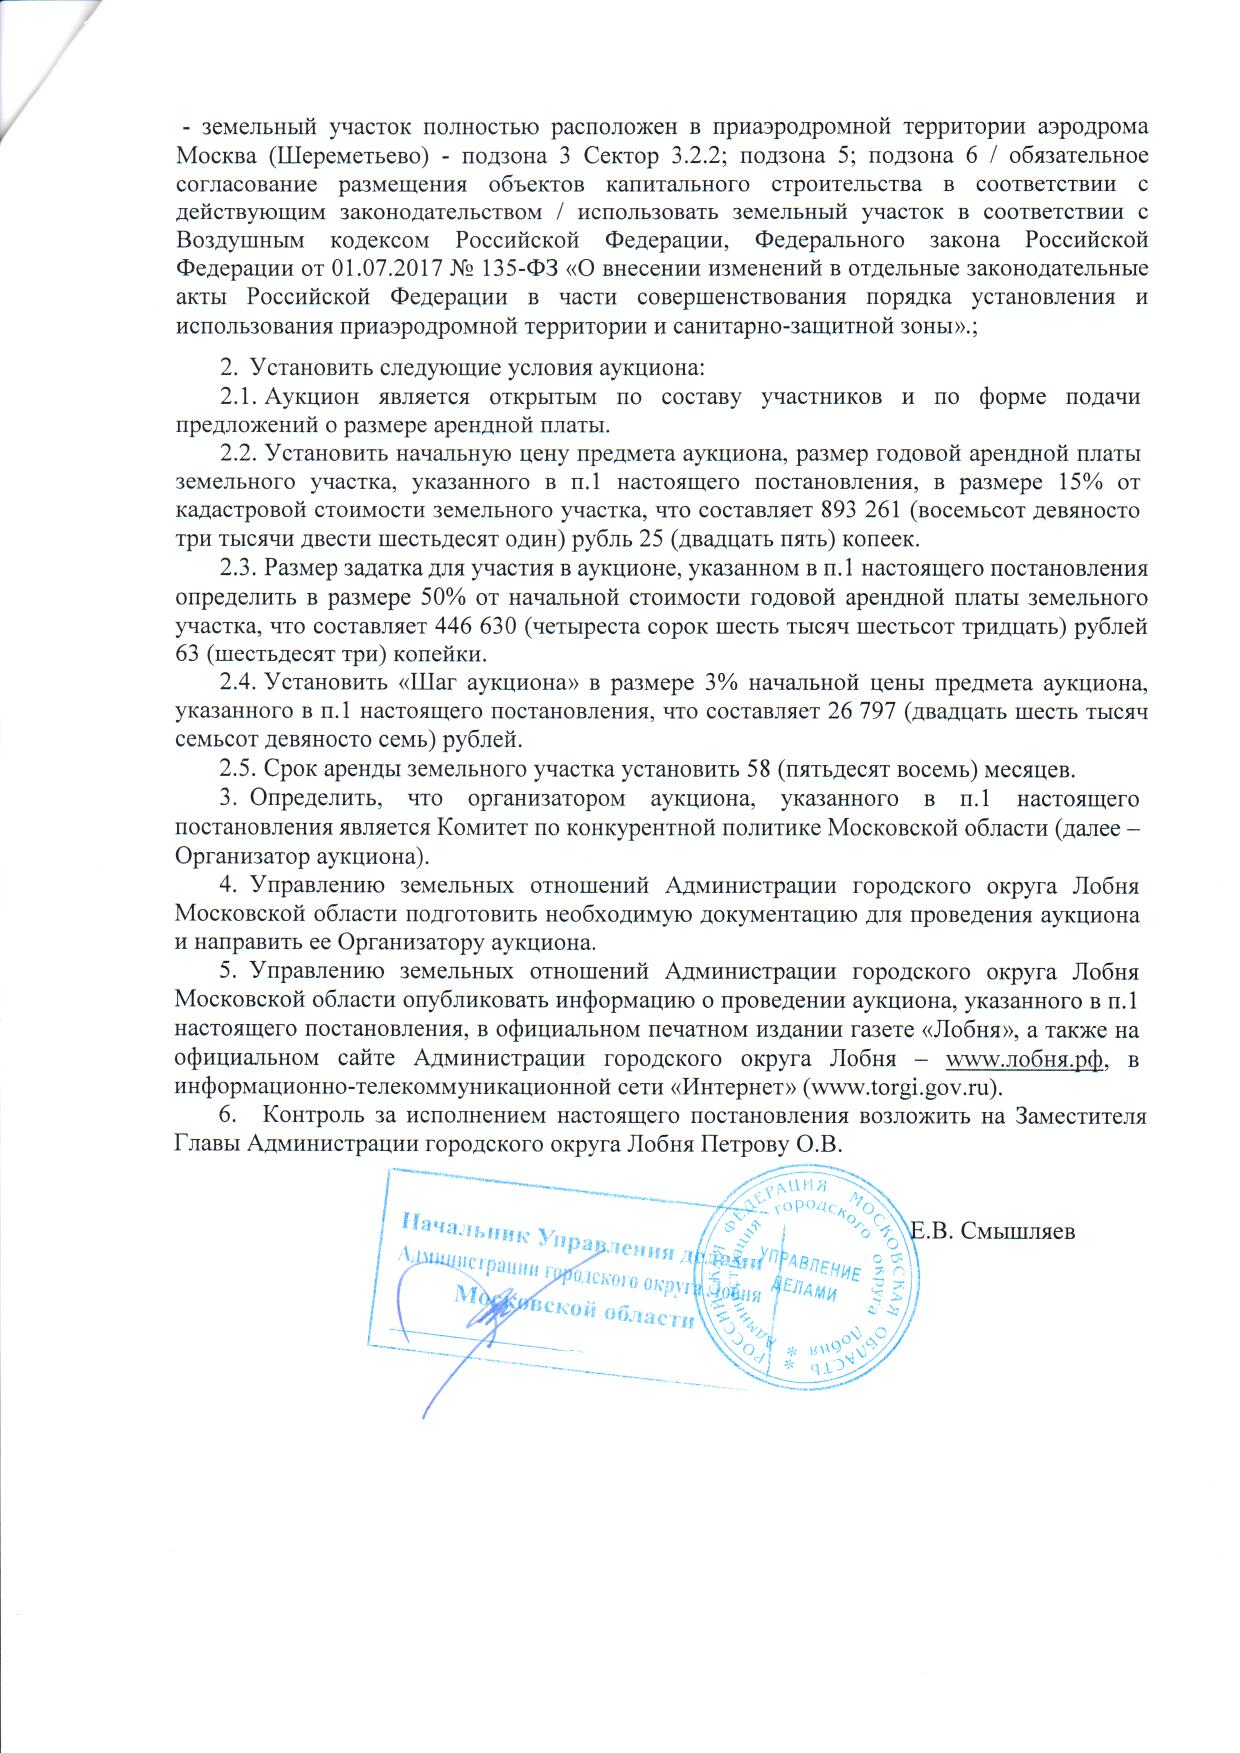 - земельный участок полностью расположен в приаэродромной территории аэродрома
Москва (Шереметьево) - подзона 3 Сектор 3.2.2; подзона 5; подзона 6 / обязательное
согласование размещения объектов капитального строительства в соответствии с
действующим законодательством / использовать земельный участок в соответствии с
Воздушным кодексом Российской Федерации, Федерального закона Российской
Федерации от 01.07.2017 № 135-ФЗ «О внесении изменений в отдельные законодательные
акты Российской Федерации в части совершенствования порядка установления и
использования приаэродромной территории и санитарно-защитной зоны».;
2. Установить следующие условия аукциона:
2.1. Аукцион является открытым по составу участников и по форме подачи
предложений о размере арендной платы.
2.2. Установить начальную цену предмета аукциона, размер годовой арендной платы
земельного участка, указанного в п.1 настоящего постановления, в размере 15% от
кадастровой стоимости земельного участка, что составляет 893 261 (восемьсот девяносто
три тысячи двести шестьдесят один) рубль 25 (двадцать пять) копеек.
2.3. Размер задатка для участия в аукционе, указанном в п.1 настоящего постановления
определить в размере 50% от начальной стоимости годовой арендной платы земельного
участка, что составляет 446 630 (четыреста сорок шесть тысяч шестьсот тридцать) рублей
63 (шестьдесят три) копейки.
2.4. Установить «Шаг аукциона» в размере 3% начальной цены предмета аукциона,
указанного в п.1 настоящего постановления, что составляет 26 797 (двадцать шесть тысяч
семьсот девяносто семь) рублей.
2.5. Срок аренды земельного участка установить 58 (пятьдесят восемь) месяцев.
3. Определить, что организатором аукциона, указанного в п.1 настоящего
постановления является Комитет по конкурентной политике Московской области (далее –
Организатор аукциона).
4. Управлению земельных отношений Администрации городского округа Лобня
Московской области подготовить необходимую документацию для проведения аукциона
и направить ее Организатору аукциона.
5. Управлению земельных отношений Администрации городского округа Лобня
Московской области опубликовать информацию о проведении аукциона, указанного в п.1
настоящего постановления, в официальном печатном издании газете «Лобня», а также на
официальном сайте Администрации городского округа Лобня – www.лобня.рф, в
информационно-телекоммуникационной сети «Интернет» (www.torgi.gov.ru).
6. Контроль за исполнением настоящего постановления возложить на Заместителя
Главы Администрации городского округа Лобня Петрову О.В.
Е.В. Смышляев
Начальник Управления делами
Администрации городского округа Лобня
Московской области
РОССИЙСКАЯ ФЕДЕРАЦИЯ МОСКОВСКАЯ ОБЛАСТЬ *
Администрация городского округа Лобня *
УПРАВЛЕНИЕ
ДЕЛАМИ